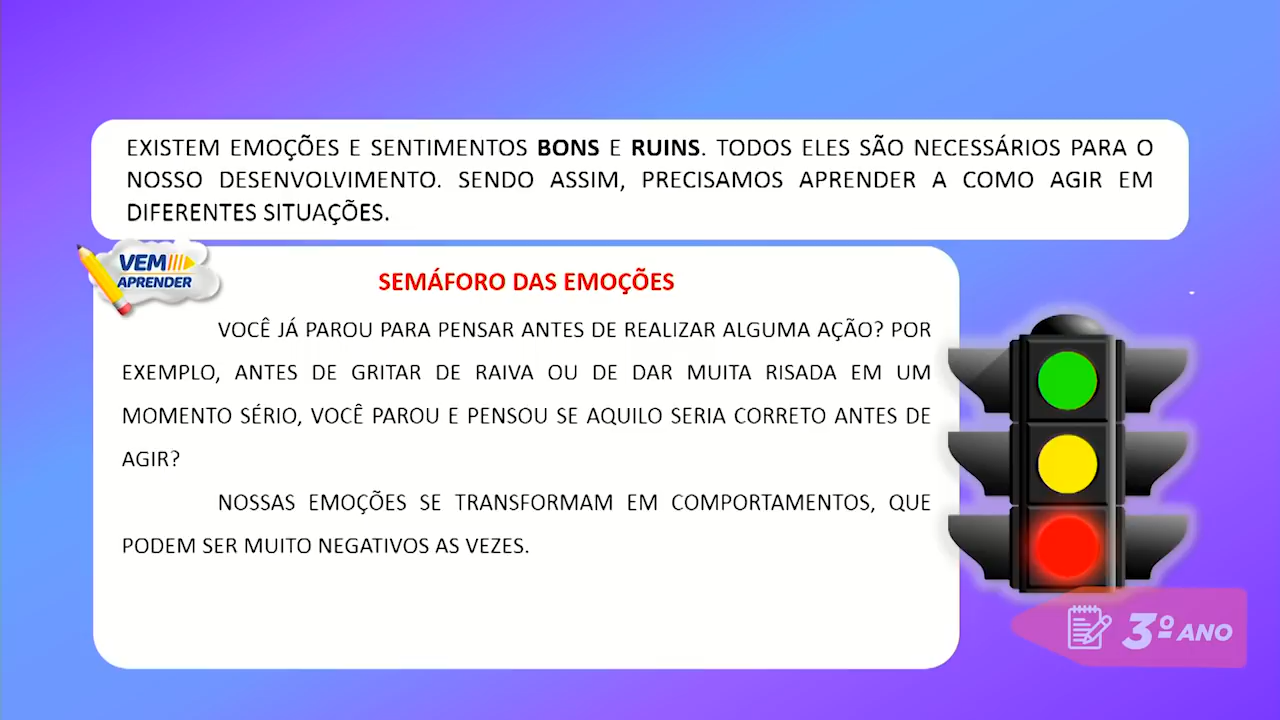 EXISTEM EMOÇÕES E SENTIMENTOS BONS E RUINS. TODOS ELES SÃO NECESSÁRIOS PARA O
NOSSO DESENVOLVIMENTO. SENDO ASSIM, PRECISAMOS APRENDER A COMO AGIR EM
DIFERENTES SITUAÇÕES.
VEM
APRENDER
SEMÁFORO DAS EMOÇÕES
VOCÊ JÁ PAROU PARA PENSAR ANTES DE REALIZAR ALGUMA AÇÃO? POR
EXEMPLO, ANTES DE GRITAR DE RAIVA OU DE DAR MUITA RISADA EM UM
MOMENTO SÉRIO, VOCÊ PAROU E PENSOU SE AQUILO SERIA CORRETO ANTES DE
AGIR?
NOSSAS EMOÇÕES SE TRANSFORMAM EM COMPORTAMENTOS, QUE
PODEM SER MUITO NEGATIVOS AS VEZES.
3º ANO